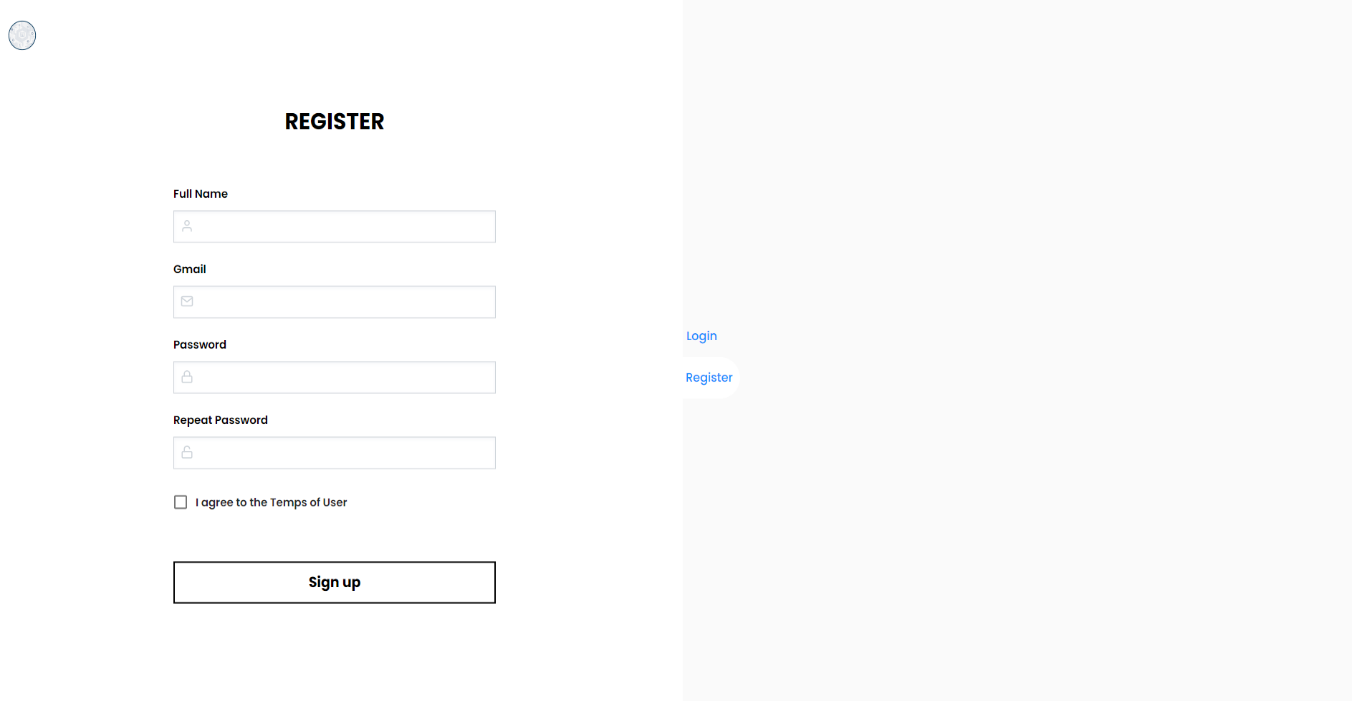 REGISTER
Full Name
Gmail
Password
Repeat Password
I agree to the Temps of User
Sign up
Login
Register